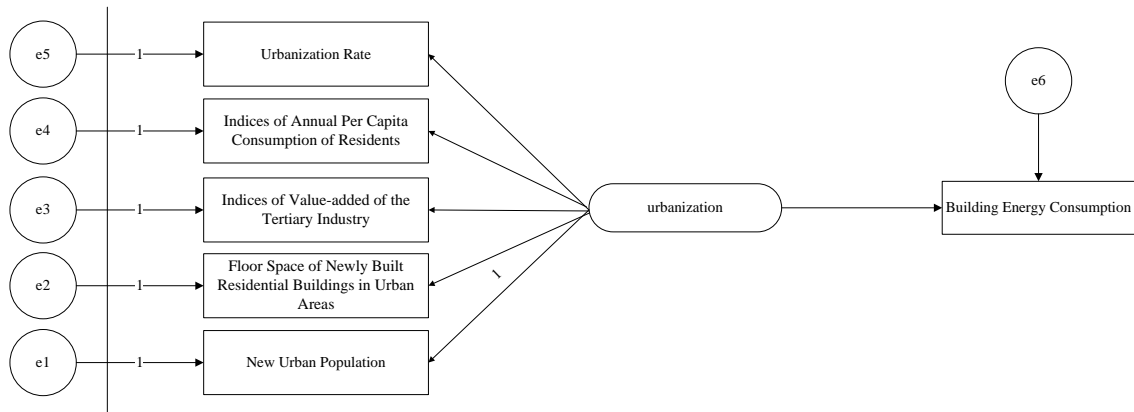 e5
1
Urbanization Rate
e6
e4
1
Indices of Annual Per Capita
Consumption of Residents
e3
1
Indices of Value-added of the
Tertiary Industry
urbanization
Building Energy Consumption
e2
1
Floor Space of Newly Built
Residential Buildings in Urban
Areas
1
e1
1
New Urban Population